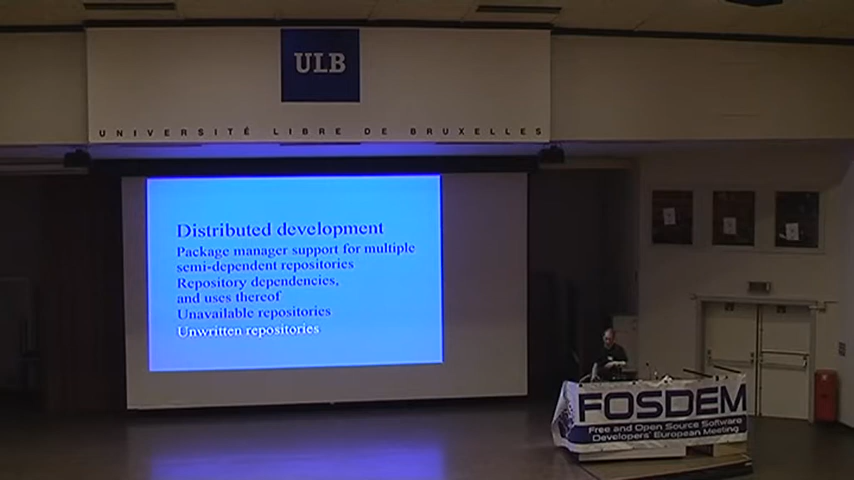 ULB
UNIVERSITÉ LIBRE DE BRUXELLES
Distributed development
Package manager support for multiple
semi-dependent repositories
Repository dependencies,
and uses thereof
Unavailable repositories
Unwritten repositories
FOSDEM
Free and Open Source Software
Developers' European Meeting